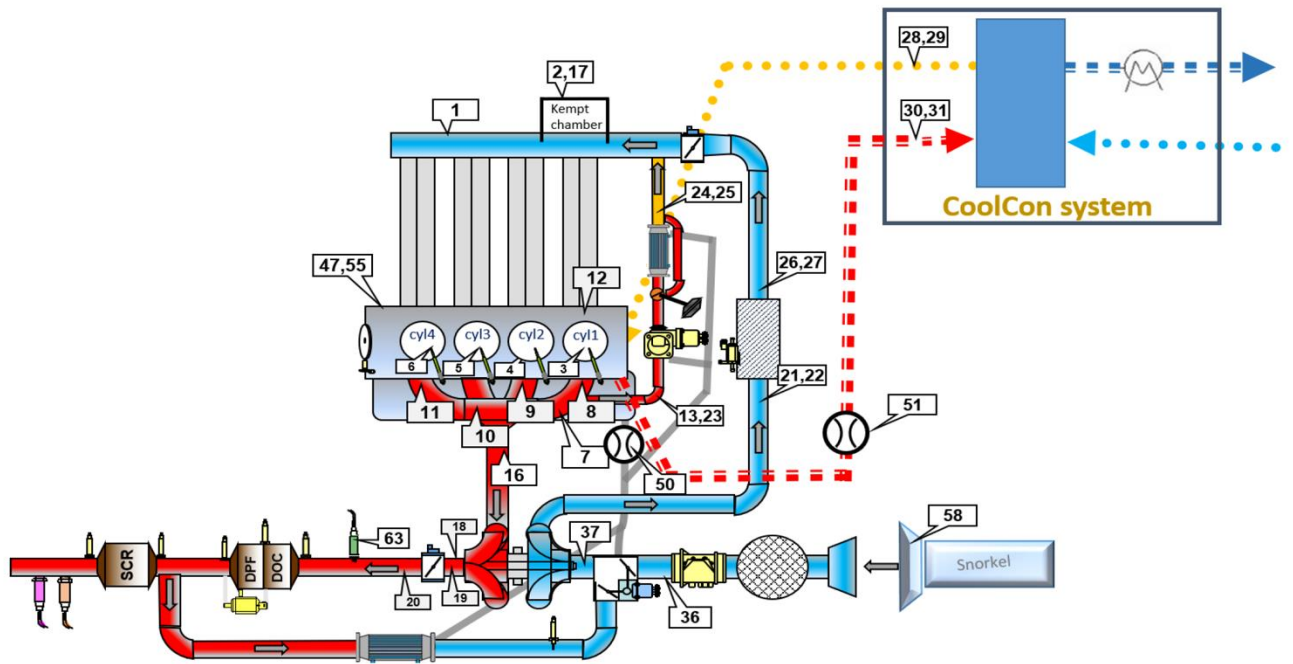 28,29
2,17
Kempt
chamber
1
30,31
24,25
CoolCon system
47,55
12
26,27
cyl4
cyl3
cyl2
cyl1
6
5
4
3
21,22
11
9
8
13,23
51
10
7
16
50
58
63
18
37
SCR
DPF
DOC
Snorkel
20
19
36